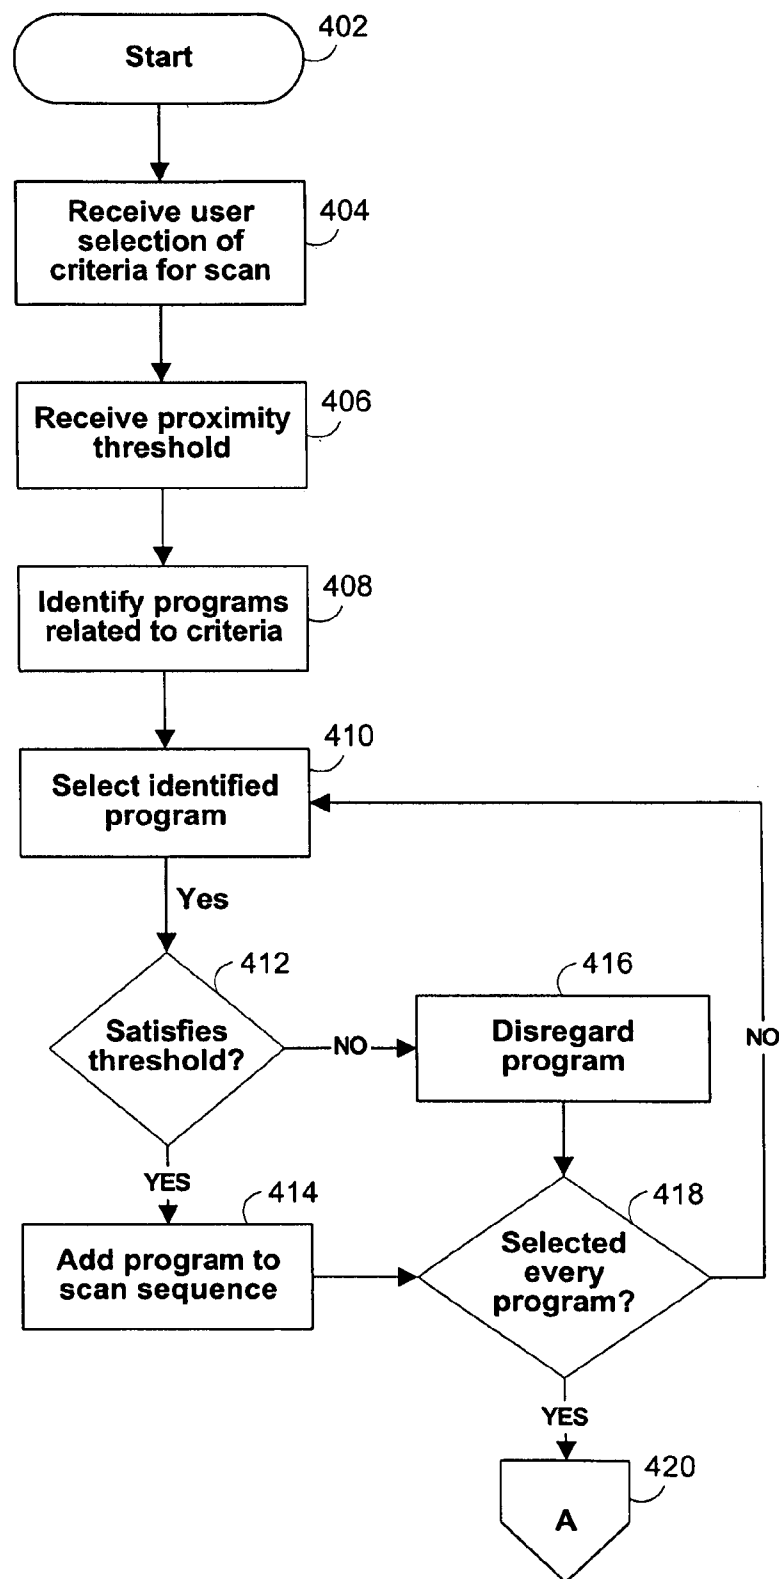 402
Start
404
Receive user
selection of
criteria for scan
406
Receive proximity
threshold
408
Identify programs
related to criteria
410
Select identified
program
Yes
412
416
Satisfies
threshold?
NO
Disregard
program
NO
YES
414
418
Add program to
scan sequence
Selected
every
program?
YES
420
A